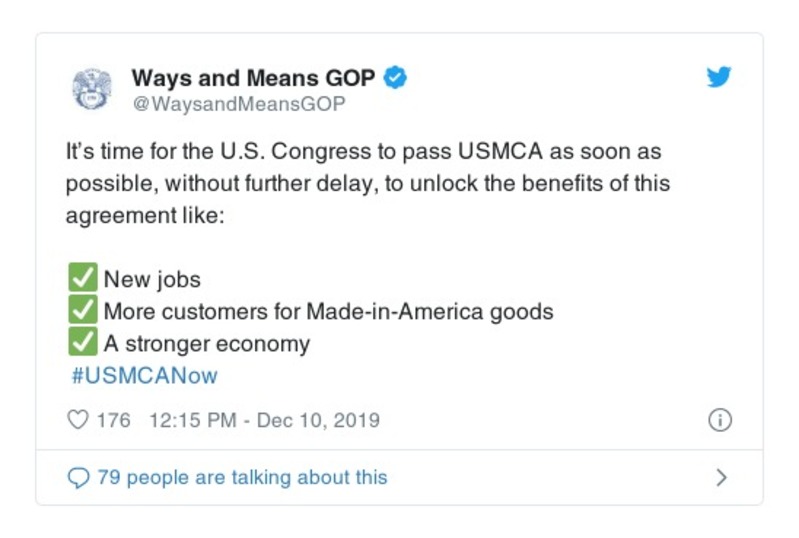 Ways and Means GOP
@WaysandMeansGOP
It's time for the U.S. Congress to pass USMCA as soon as
possible, without further delay, to unlock the benefits of this
agreement like:
✅ New jobs
✅ More customers for Made-in-America goods
✅ A stronger economy
#USMCANow
176 12:15 PM - Dec 10, 2019
79 people are talking about this